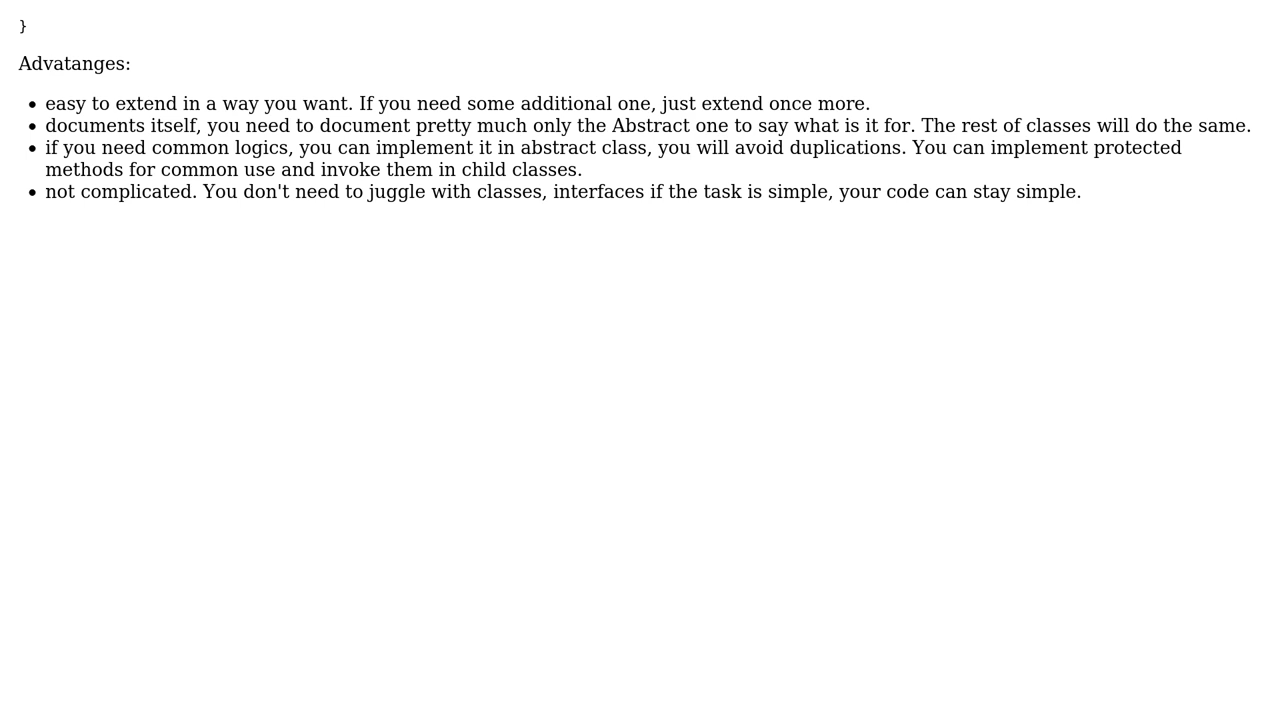 }
Advatanges:
• easy to extend in a way you want. If you need some additional one, just extend once more.
• documents itself, you need to document pretty much only the Abstract one to say what is it for. The rest of classes will do the same.
• if you need common logics, you can implement it in abstract class, you will avoid duplications. You can implement protected
methods for common use and invoke them in child classes.
• not complicated. You don't need to juggle with classes, interfaces if the task is simple, your code can stay simple.